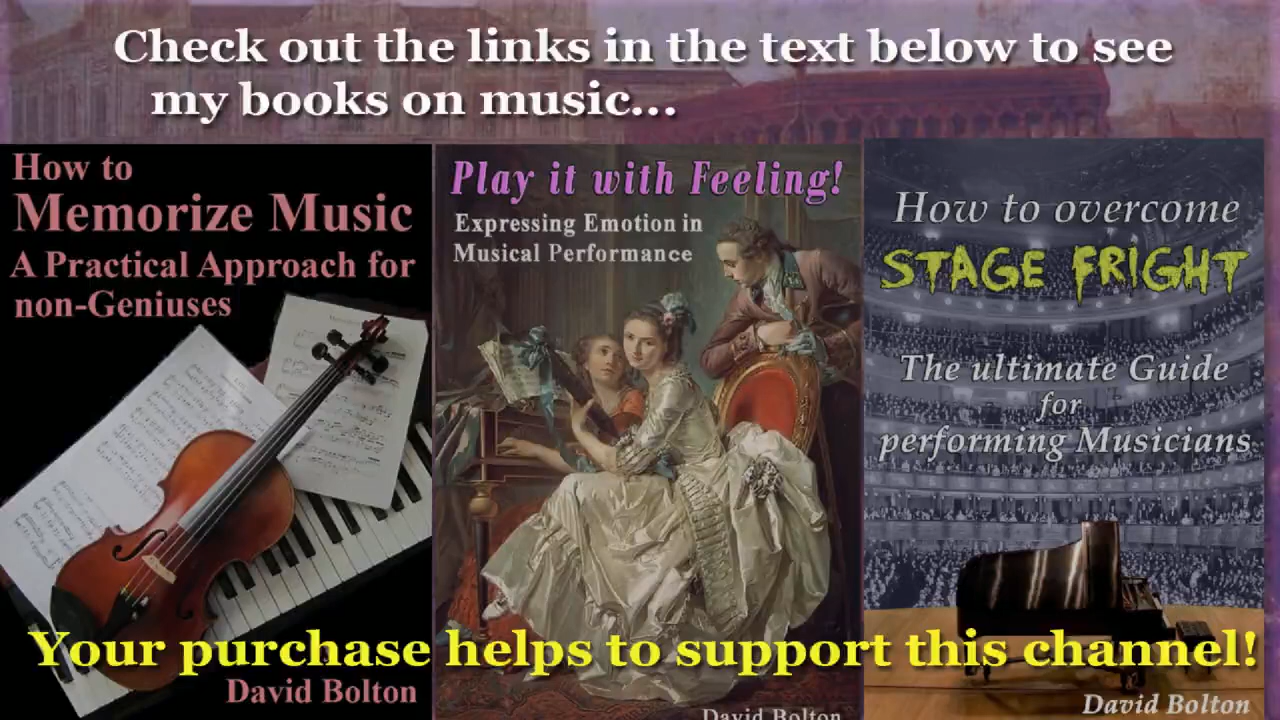 Check out the links in the text below to see
my books on music...
How to
Memorize Music
A Practical Approach for
non-Geniuses
David Bolton
Play it with Feeling!
Expressing Emotion in
Musical Performance
David Bolton
How to overcome
STAGE FRIGHT
The ultimate Guide
for
performing Musicians
David Bolton
Your purchase helps to support this channel!